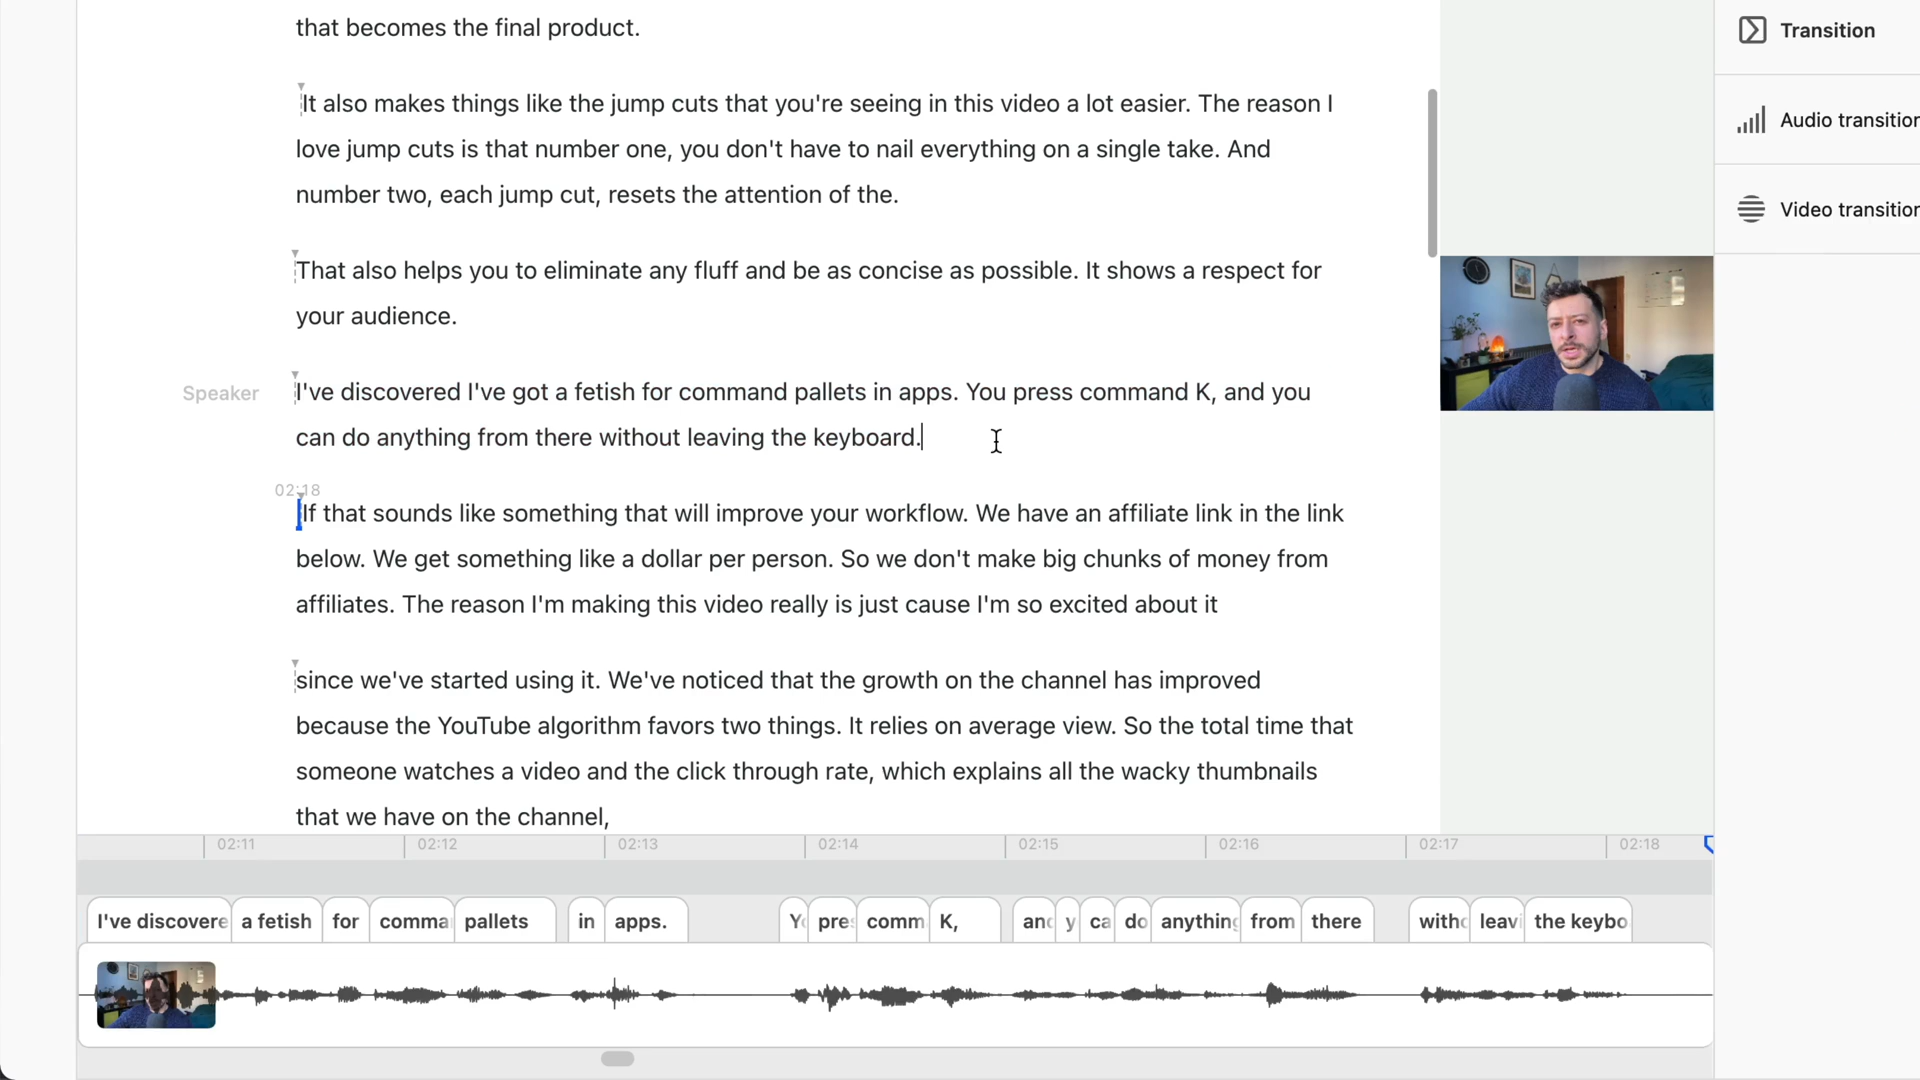 that becomes the final product.
It also makes things like the jump cuts that you're seeing in this video a lot easier. The reason I
love jump cuts is that number one, you don't have to nail everything on a single take. And
number two, each jump cut, resets the attention of the.
That also helps you to eliminate any fluff and be as concise as possible. It shows a respect for
your audience.
Speaker
I've discovered I've got a fetish for command pallets in apps. You press command K, and you
can do anything from there without leaving the keyboard.
02:18
If that sounds like something that will improve your workflow. We have an affiliate link in the link
below. We get something like a dollar per person. So we don't make big chunks of money from
affiliates. The reason I'm making this video really is just cause I'm so excited about it
since we've started using it. We've noticed that the growth on the channel has improved
because the YouTube algorithm favors two things. It relies on average view. So the total time that
someone watches a video and the click through rate, which explains all the wacky thumbnails
that we have on the channel,
Transition
Audio transition
Video transition
02:11 02:12 02:13 02:14 02:15 02:16 02:17 02:18
I've discovere a fetish for comma pallets in apps. Yo pres comm K, and y ca do anything from there witho leavi the keybo